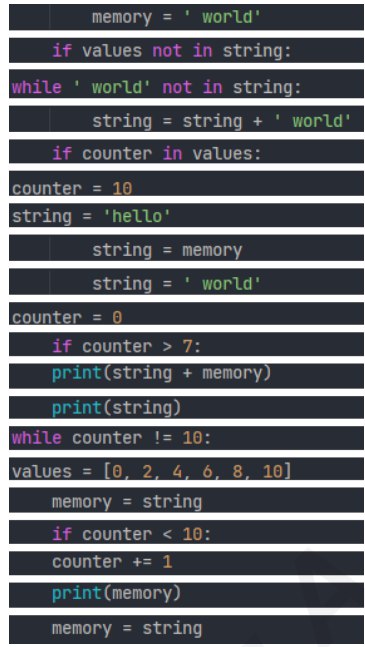 memory = ' world'
    if values not in string:
while ' world' not in string:
        string = string + ' world'
    if counter in values:
counter = 10
string = 'hello'
        string = memory
        string = ' world'
counter = 0
    if counter > 7:
    print(string + memory)
    print(string)
while counter != 10:
values = [0, 2, 4, 6, 8, 10]
    memory = string
    if counter < 10:
    counter += 1
    print(memory)
    memory = string